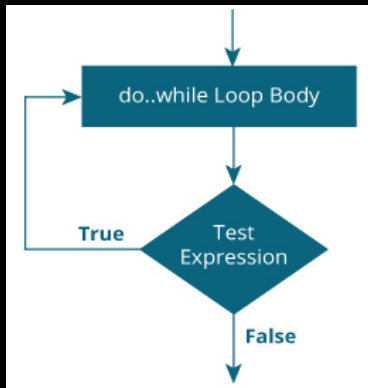 do..while Loop Body
True
Test
Expression
False